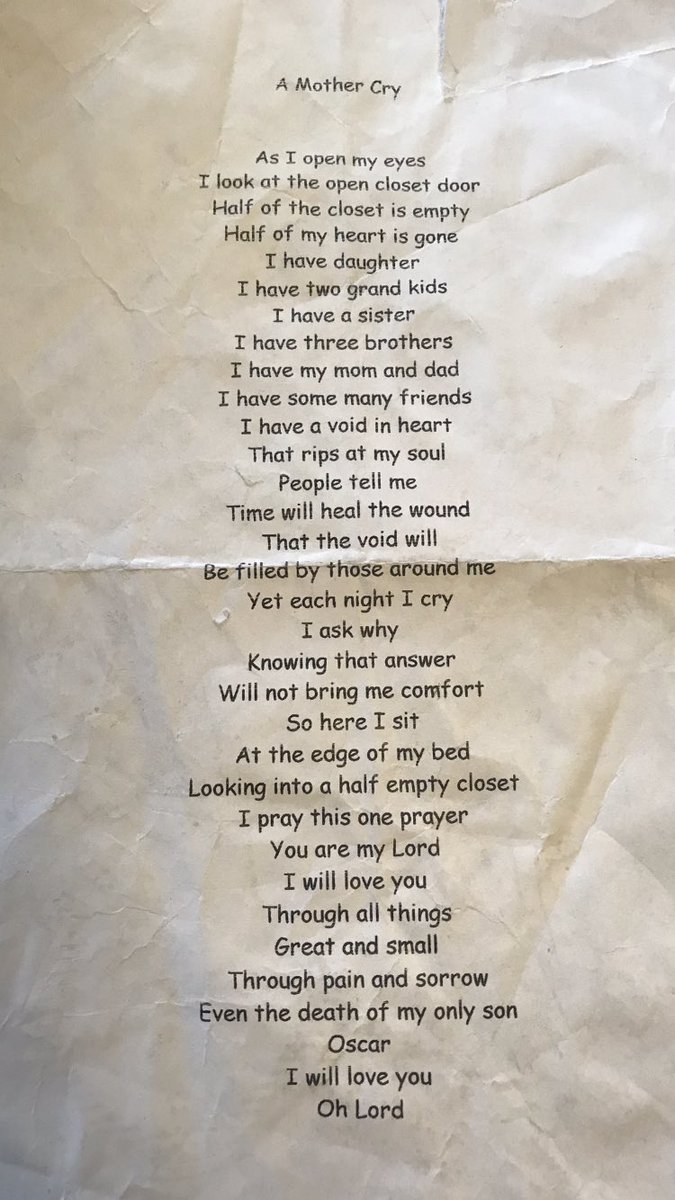 A Mother Cry
As I open my eyes
I look at the open closet door
Half of the closet is empty
Half of my heart is gone
I have daughter
I have two grand kids
I have a sister
I have three brothers
I have my mom and dad
I have some many friends
I have a void in heart
That rips at my soul
People tell me
Time will heal the wound
That the void will
Be filled by those around me
Yet each night I cry
I ask why
Knowing that answer
Will not bring me comfort
So here I sit
At the edge of my bed
Looking into a half empty closet
I pray this one prayer
You are my Lord
I will love you
Through all things
Great and small
Through pain and sorrow
Even the death of my only son
Oscar
I will love you
Oh Lord